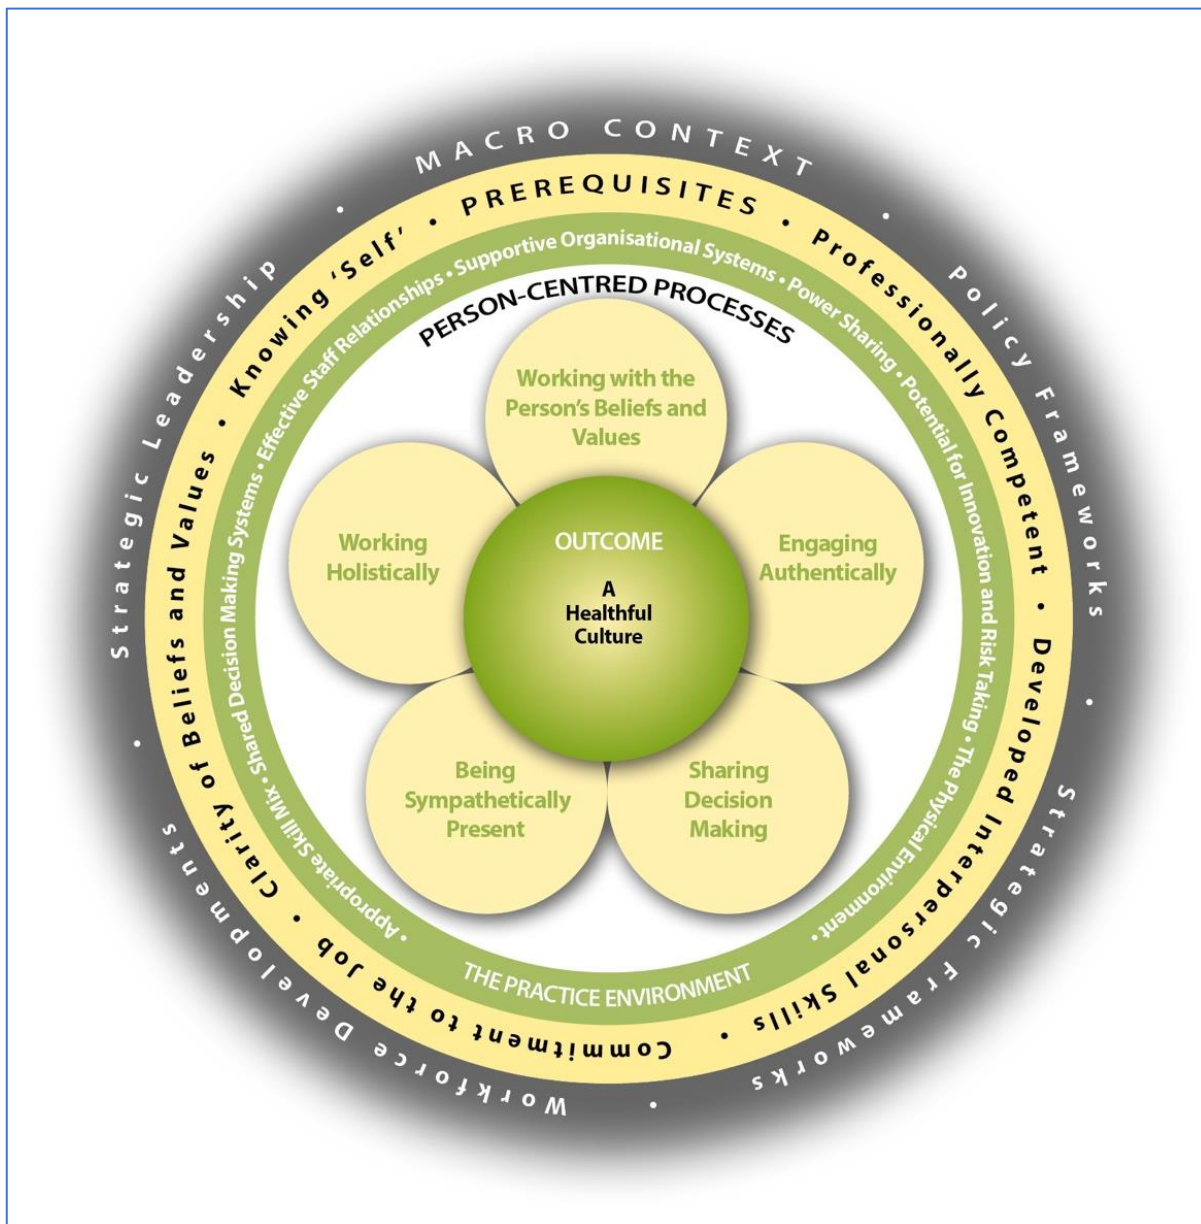 MACRO CONTEXT • Policy Frameworks • Strategic Frameworks • Workforce Developments • Strategic Leadership •
PREREQUISITES • Professionally Competent • Developed Interpersonal Skills • Commitment to the Job • Clarity of Beliefs and Values • Knowing ‘Self’ •
• Appropriate Skill Mix • Shared Decision Making Systems • Effective Staff Relationships • Supportive Organisational Systems • Power Sharing • Potential for Innovation and Risk Taking • The Physical Environment •
THE PRACTICE ENVIRONMENT
PERSON-CENTRED PROCESSES
Working with the
Person’s Beliefs and
Values
Engaging
Authentically
Sharing
Decision
Making
Being
Sympathetically
Present
Working
Holistically
OUTCOME
A
Healthful
Culture